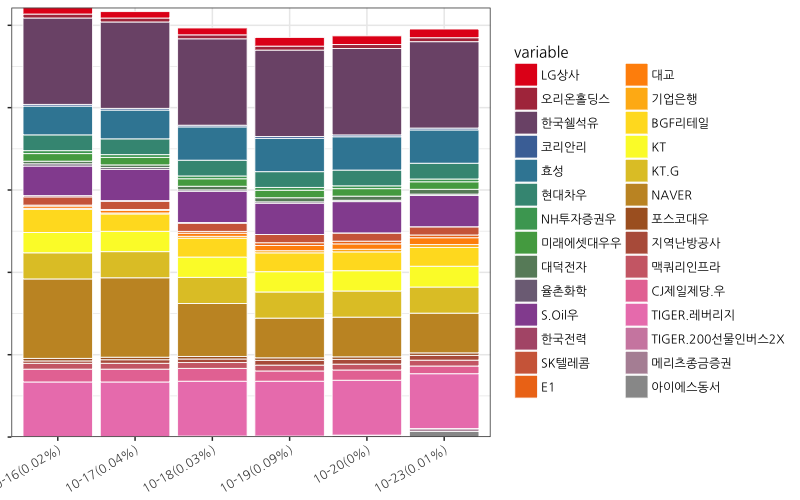 variable
LG상사
오리온홀딩스
한국쉘석유
코리안리
효성
현대차우
NH투자증권우
미래에셋대우우
대덕전자
율촌화학
S.Oil우
한국전력
SK텔레콤
E1
대교
기업은행
BGF리테일
KT
KT.G
NAVER
포스코대우
지역난방공사
맥쿼리인프라
CJ제일제당.우
TIGER.레버리지
TIGER.200선물인버스2X
메리츠종금증권
아이에스동서
0-16(0.02%)
10-17(0.04%)
10-18(0.03%)
10-19(0.09%)
10-20(0%)
10-23(0.01%)